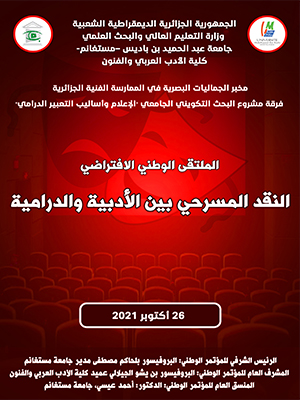 الجمهورية الجزائرية الديمقراطية الشعبية
وزارة التعليم العالي والبحث العلمي
جامعة عبد الحميد بن باديس –مستغانم-
كلية الأدب العربي والفنون
مخبر الجماليات البصرية في الممارسة الفنية الجزائرية
فرقة مشروع البحث التكويني الجامعي "الإعلام وأساليب التعبير الدرامي"
الملتقى الوطني الافتراضي
النقد المسرحي بين الأدبية والدرامية
26 أكتوبر 2021
الرئيس الشرفي للمؤتمر الوطني: البروفيسور بلحاكم مصطفى مدير جامعة مستغانم
المشرف العام للمؤتمر الوطني: البروفيسور بن يشو الجيلالي عميد كلية الأدب العربي والفنون
المنسق العام للمؤتمر الوطني: الدكتور: أحمد عيسى، جامعة مستغانم